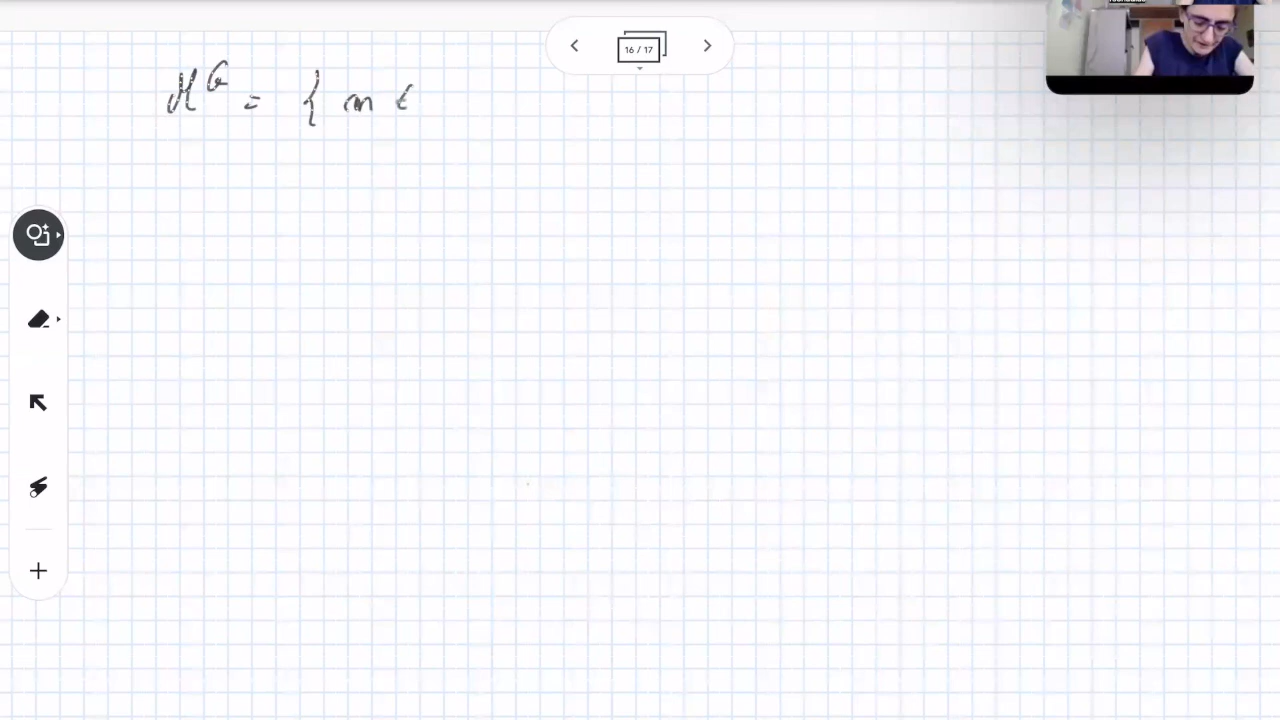 16 / 17
M^G = { m ∈